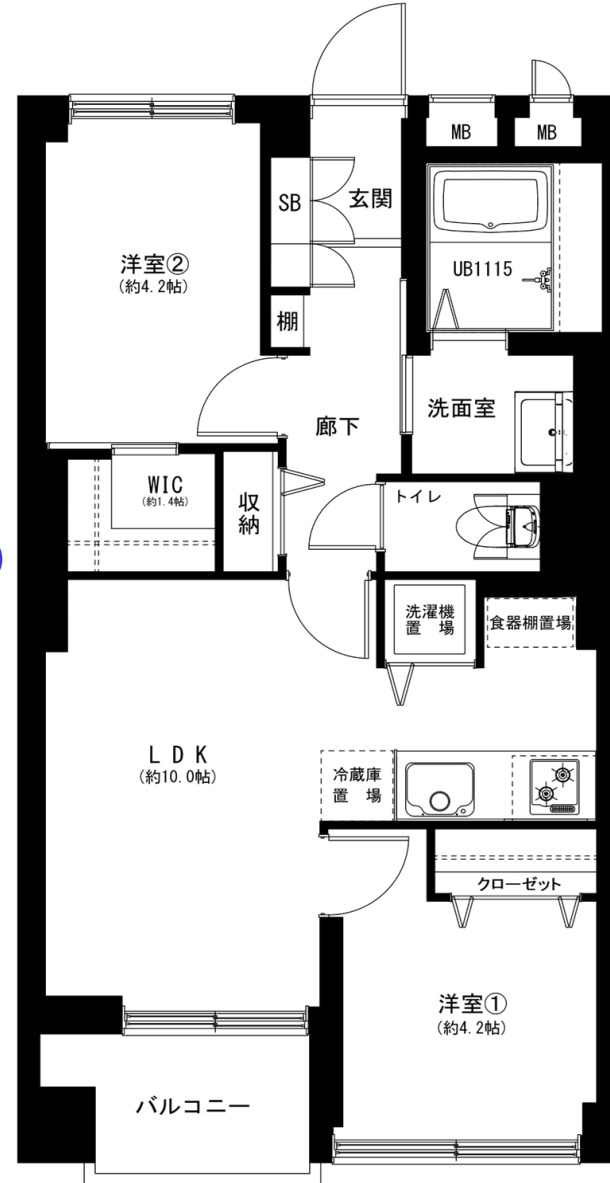 MB
MB
SB
玄関
洋室②
(約4.2帖)
UB1115
棚
洗面室
廊下
WIC
(約1.4帖)
収
納
トイレ
洗濯機
置 場
食器棚置場
LDK
(約10.0帖)
冷蔵庫
置 場
クローゼット
洋室①
(約4.2帖)
バルコニー